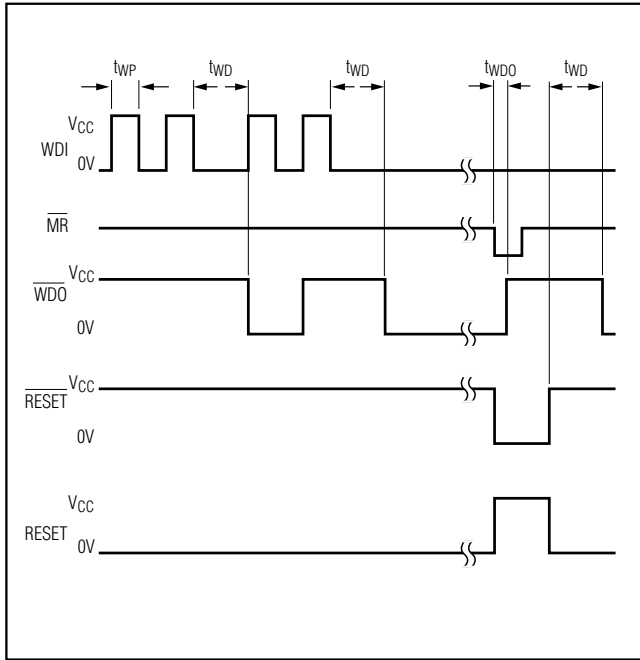 tWP tWD tWD tWDO tWD
VCC
WDI
0V
MR
VCC
WDO
0V
VCC
RESET
0V
VCC
RESET
0V